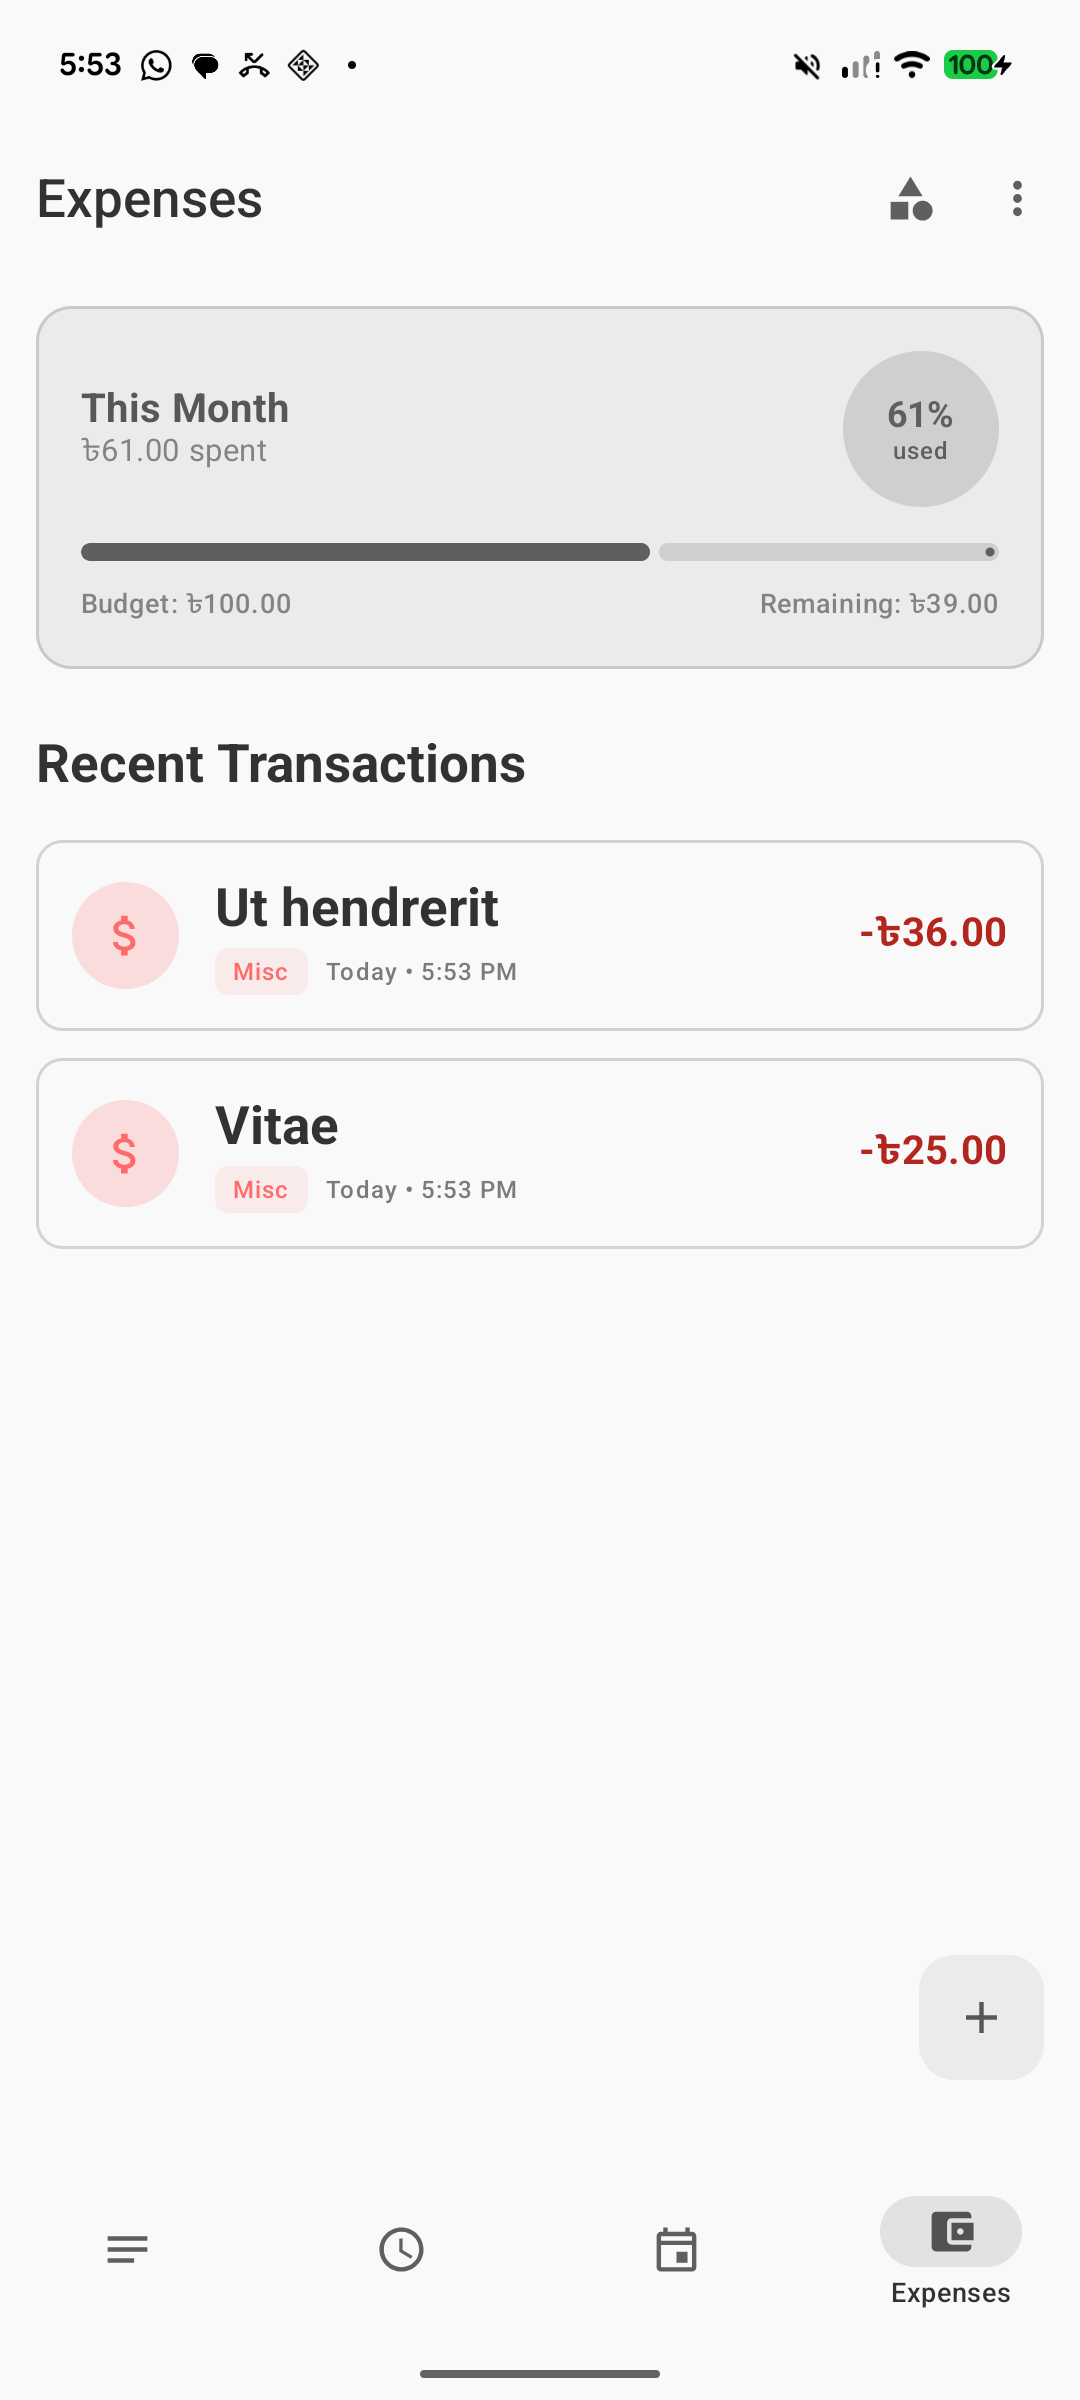 5:53
100
Expenses
This Month
৳61.00 spent
61%
used
Budget: ৳100.00
Remaining: ৳39.00
Recent Transactions
$
Ut hendrerit
Misc
Today • 5:53 PM
-৳36.00
$
Vitae
Misc
Today • 5:53 PM
-৳25.00
Expenses